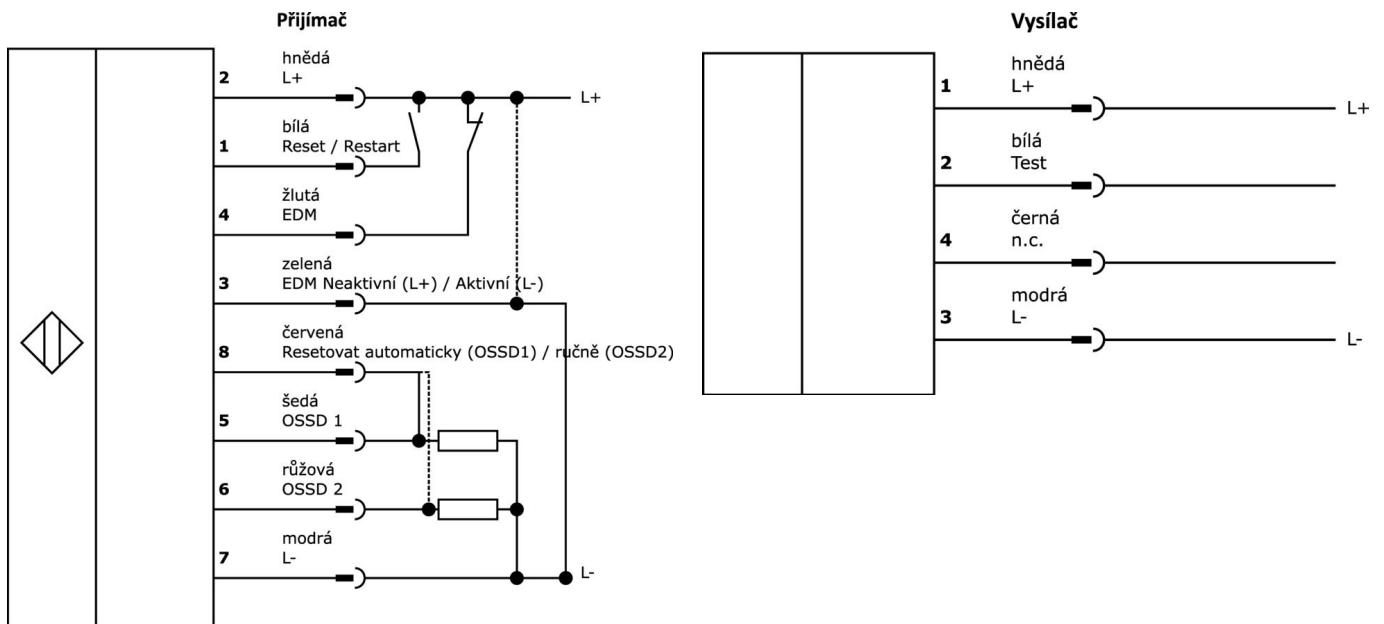 Přijímač
hnědá
2 L+
L+
bílá
1 Reset / Restart
žlutá
4 EDM
zelená
3 EDM Neaktivní (L+) / Aktivní (L-)
červená
8 Resetovat automaticky (OSSD1) / ručně (OSSD2)
šedá
5 OSSD 1
růžová
6 OSSD 2
modrá
7 L-
L-
Vysílač
hnědá
1 L+
L+
bílá
2 Test
černá
4 n.c.
modrá
3 L-
L-